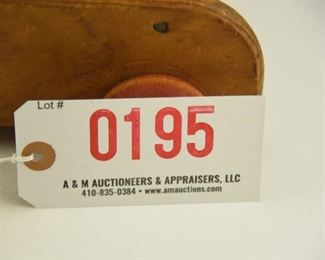 Lot #
0195
A & M AUCTIONEERS & APPRAISERS, LLC
410-835-0384 • www.amauctions.com